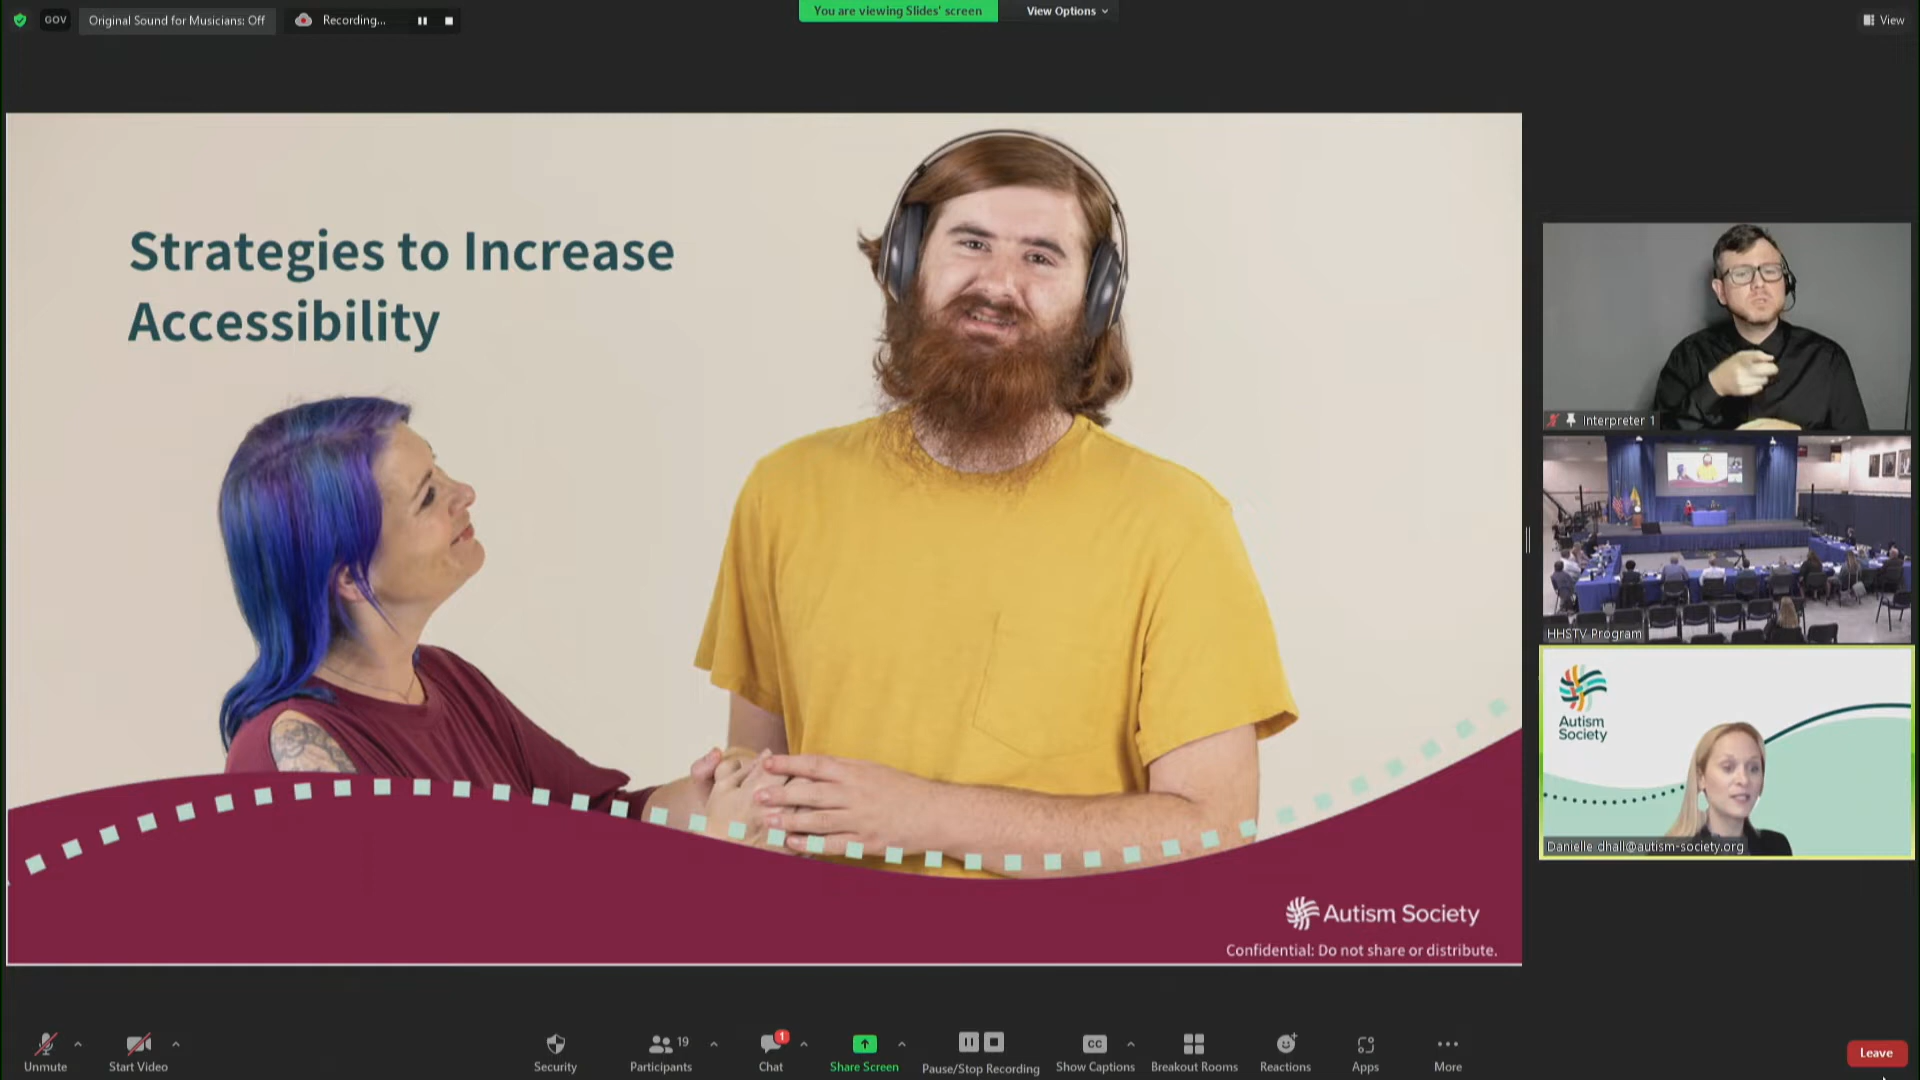 GOV
Original Sound for Musicians: Off
Recording...
You are viewing Slides' screen
View Options
View
Strategies to Increase
Accessibility
Autism Society
Confidential: Do not share or distribute.
Interpreter 1
HHSTV Program
Autism
Society
Danielle dhall@autism-society.org
Unmute
Start Video
Security
19
Participants
1
Chat
Share Screen
Pause/Stop Recording
CC
Show Captions
Breakout Rooms
Reactions
Apps
More
Leave